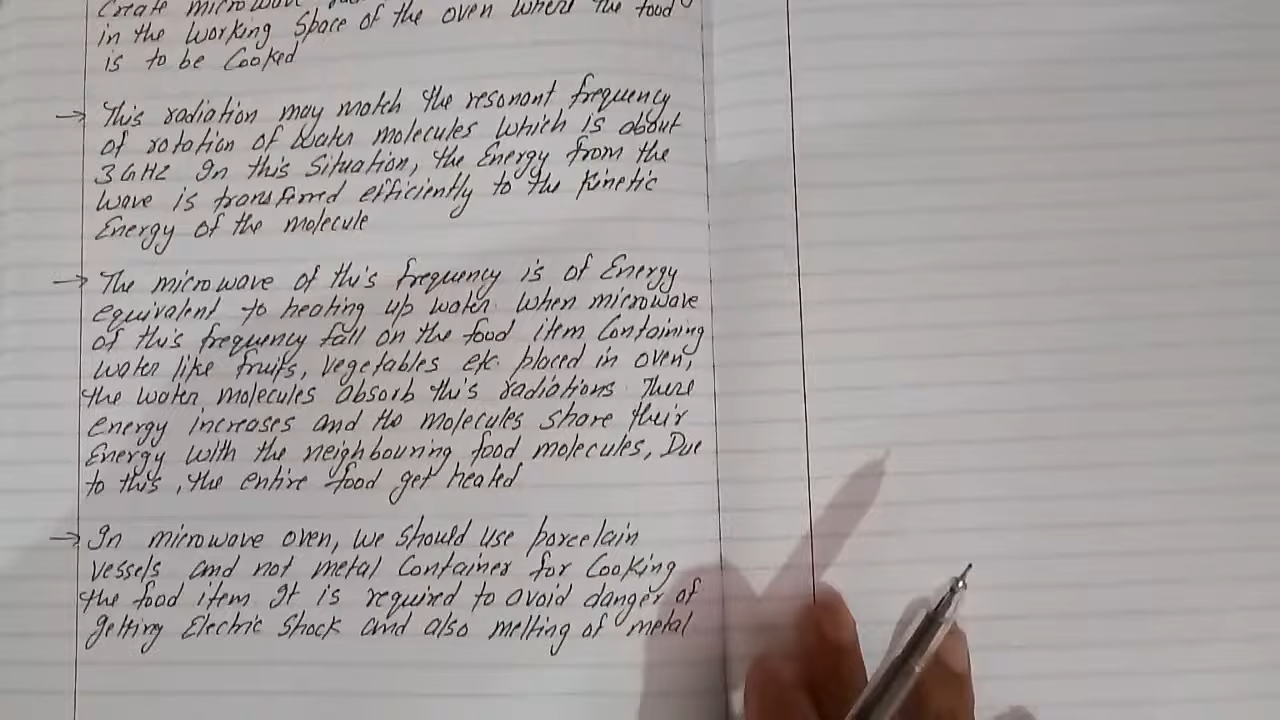 Create microwave
in the working Space of the oven where the food
is to be Cooked
→ This radiation may match the resonant frequency
of rotation of water molecules which is about
3 GHz In this Situation, the Energy from the
wave is transferred efficiently to the Kinetic
Energy of the molecule
→ The microwave of this frequency is of Energy
equivalent to heating up water. When microwave
of this frequency fall on the food item Containing
water like fruits, vegetables etc. placed in oven,
the water molecules absorb this radiations There
energy increases and the molecules share their
Energy with the neighbouring food molecules, Due
to this, the entire food get heated
→ In microwave oven, we should use porcelain
vessels and not metal Container for Cooking
the food item It is required to avoid danger of
getting Electric Shock and also melting of metal